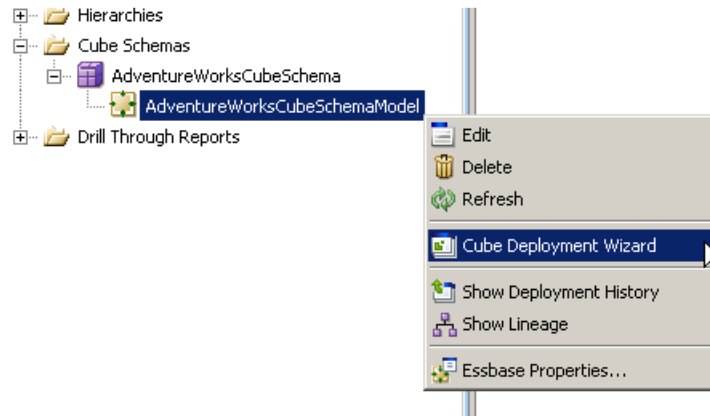 Hierarchies
Cube Schemas
AdventureWorksCubeSchema
AdventureWorksCubeSchemaModel
Drill Through Reports
Edit
Delete
Refresh
Cube Deployment Wizard
Show Deployment History
Show Lineage
Essbase Properties...